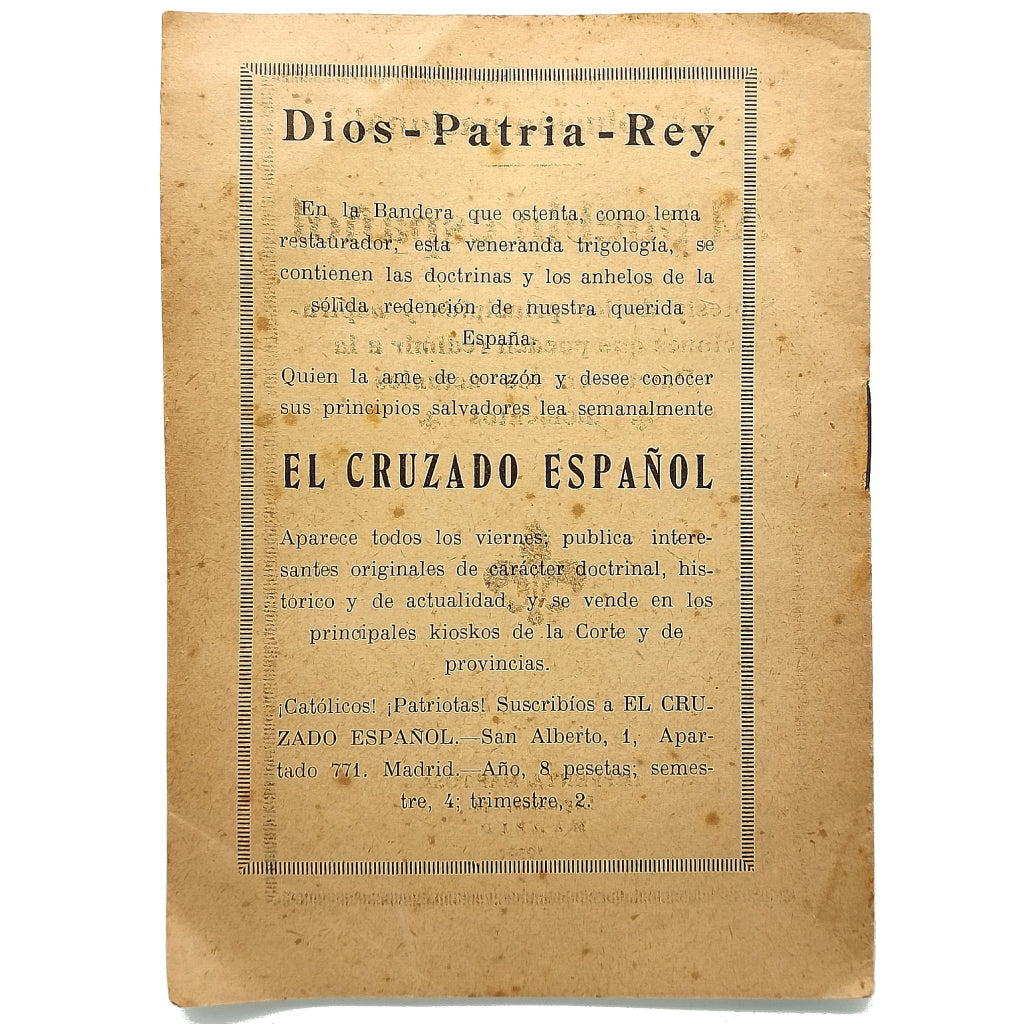 Dios-Patria-Rey
En la Bandera que ostenta, como lema
restaurador, esta veneranda trigología, se
contienen las doctrinas y los anhelos de la
sólida redención de nuestra querida
España.
Quien la ame de corazón y desee conocer
sus principios salvadores lea semanalmente
EL CRUZADO ESPAÑOL
Aparece todos los viernes; publica intere-
santes originales de carácter doctrinal, his-
tórico y de actualidad, y se vende en los
principales kioskos de la Corte y de
provincias.
¡Católicos! ¡Patriotas! Suscribíos a EL CRU-
ZADO ESPAÑOL.—San Alberto, 1, Apar-
tado 771. Madrid.—Año, 8 pesetas; semes-
tre, 4; trimestre, 2.